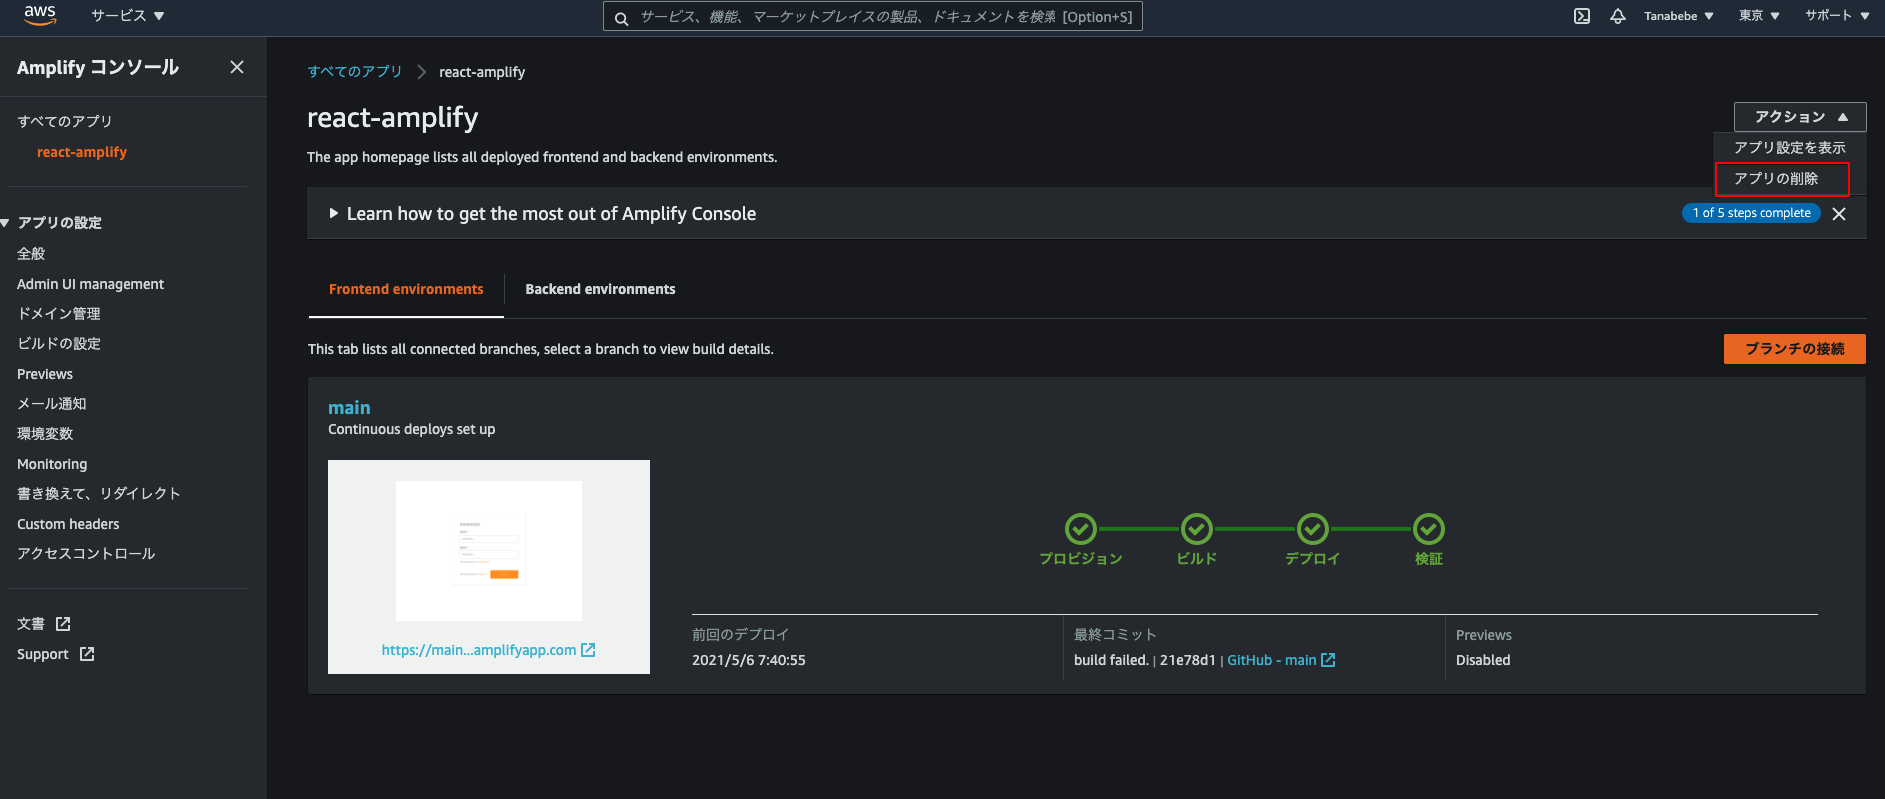 aws
サービス ▼
サービス、機能、マーケットプレイスの製品、ドキュメントを検索 [Option+S]
Tanabebe ▼
東京 ▼
サポート ▼
Amplify コンソール
すべてのアプリ
react-amplify
アプリの設定
全般
Admin UI management
ドメイン管理
ビルドの設定
Previews
メール通知
環境変数
Monitoring
書き換えて、リダイレクト
Custom headers
アクセスコントロール
文書
Support
すべてのアプリ > react-amplify
react-amplify
The app homepage lists all deployed frontend and backend environments.
アクション ▲
アプリ設定を表示
アプリの削除
Learn how to get the most out of Amplify Console
1 of 5 steps complete
Frontend environments
Backend environments
This tab lists all connected branches, select a branch to view build details.
ブランチの接続
main
Continuous deploys set up
https://main...amplifyapp.com
プロビジョン
ビルド
デプロイ
検証
前回のデプロイ
2021/5/6 7:40:55
最終コミット
build failed. | 21e78d1 | GitHub - main
Previews
Disabled